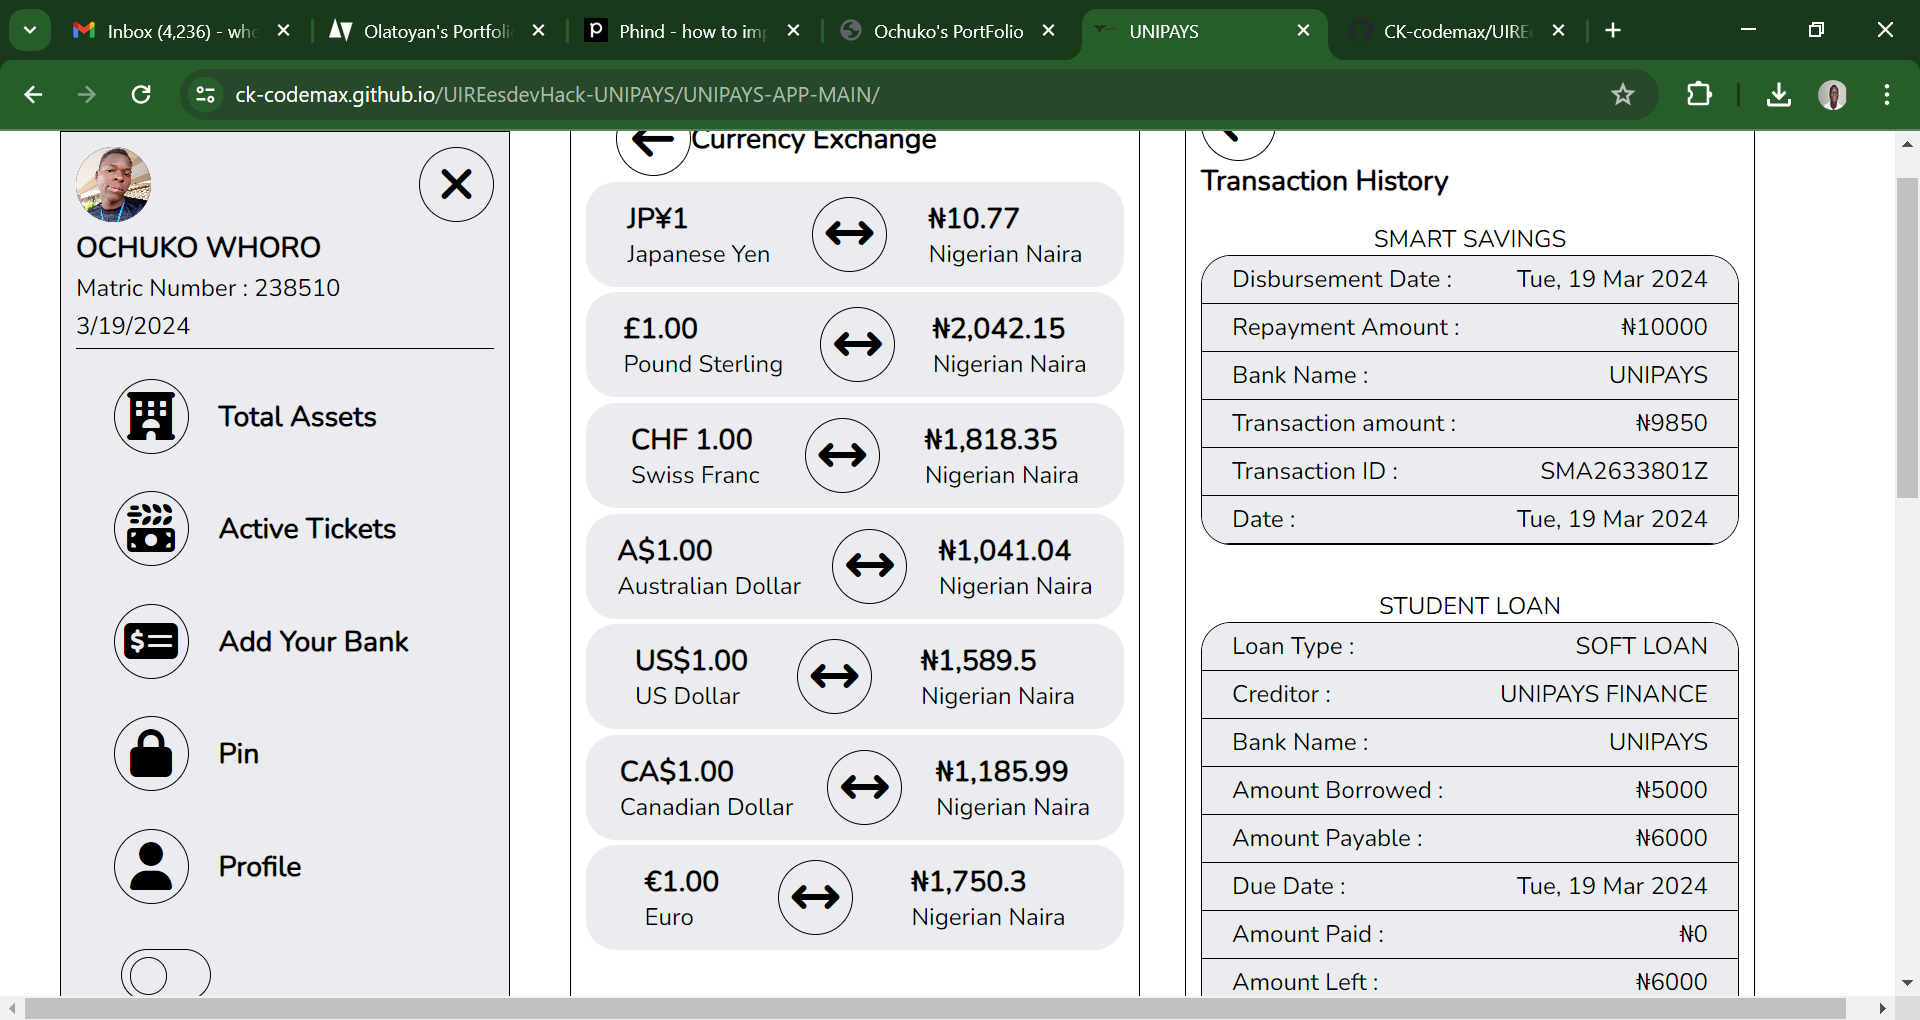 Inbox (4,236) - who
Olatoyan's Portfoli
Phind - how to imp
Ochuko's PortFolio
UNIPAYS
CK-codemax/UIREe
ck-codemax.github.io/UIREesdevHack-UNIPAYS/UNIPAYS-APP-MAIN/
OCHUKO WHORO
Matric Number : 238510
3/19/2024
Total Assets
Active Tickets
Add Your Bank
Pin
Profile
Currency Exchange
JP¥1
Japanese Yen
₦10.77
Nigerian Naira
£1.00
Pound Sterling
₦2,042.15
Nigerian Naira
CHF 1.00
Swiss Franc
₦1,818.35
Nigerian Naira
A$1.00
Australian Dollar
₦1,041.04
Nigerian Naira
US$1.00
US Dollar
₦1,589.5
Nigerian Naira
CA$1.00
Canadian Dollar
₦1,185.99
Nigerian Naira
€1.00
Euro
₦1,750.3
Nigerian Naira
Transaction History
SMART SAVINGS
Disbursement Date : Tue, 19 Mar 2024
Repayment Amount : ₦10000
Bank Name : UNIPAYS
Transaction amount : ₦9850
Transaction ID : SMA2633801Z
Date : Tue, 19 Mar 2024
STUDENT LOAN
Loan Type : SOFT LOAN
Creditor : UNIPAYS FINANCE
Bank Name : UNIPAYS
Amount Borrowed : ₦5000
Amount Payable : ₦6000
Due Date : Tue, 19 Mar 2024
Amount Paid : ₦0
Amount Left : ₦6000